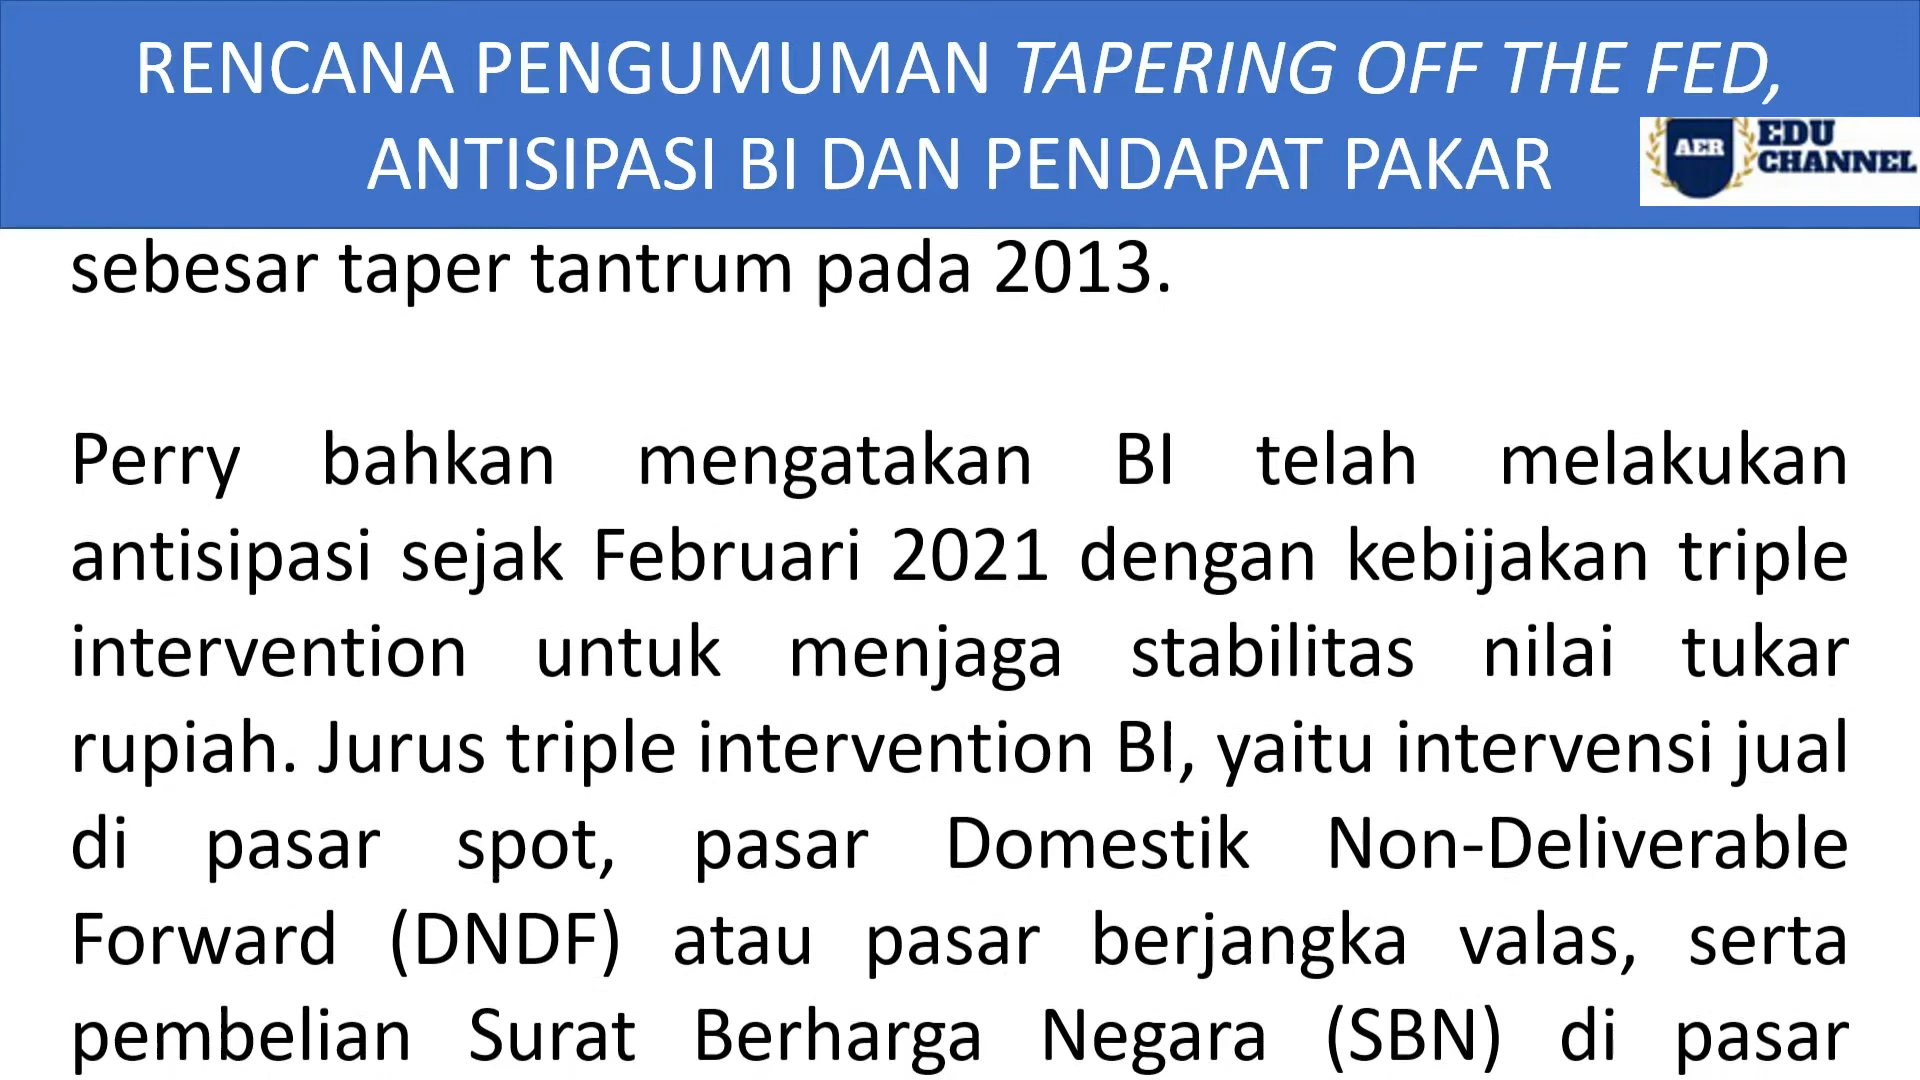 RENCANA PENGUMUMAN TAPERING OFF THE FED,
ANTISIPASI BI DAN PENDAPAT PAKAR
AER EDU
CHANNEL
sebesar taper tantrum pada 2013.
Perry bahkan mengatakan BI telah melakukan
antisipasi sejak Februari 2021 dengan kebijakan triple
intervention untuk menjaga stabilitas nilai tukar
rupiah. Jurus triple intervention BI, yaitu intervensi jual
di pasar spot, pasar Domestik Non-Deliverable
Forward (DNDF) atau pasar berjangka valas, serta
pembelian Surat Berharga Negara (SBN) di pasar